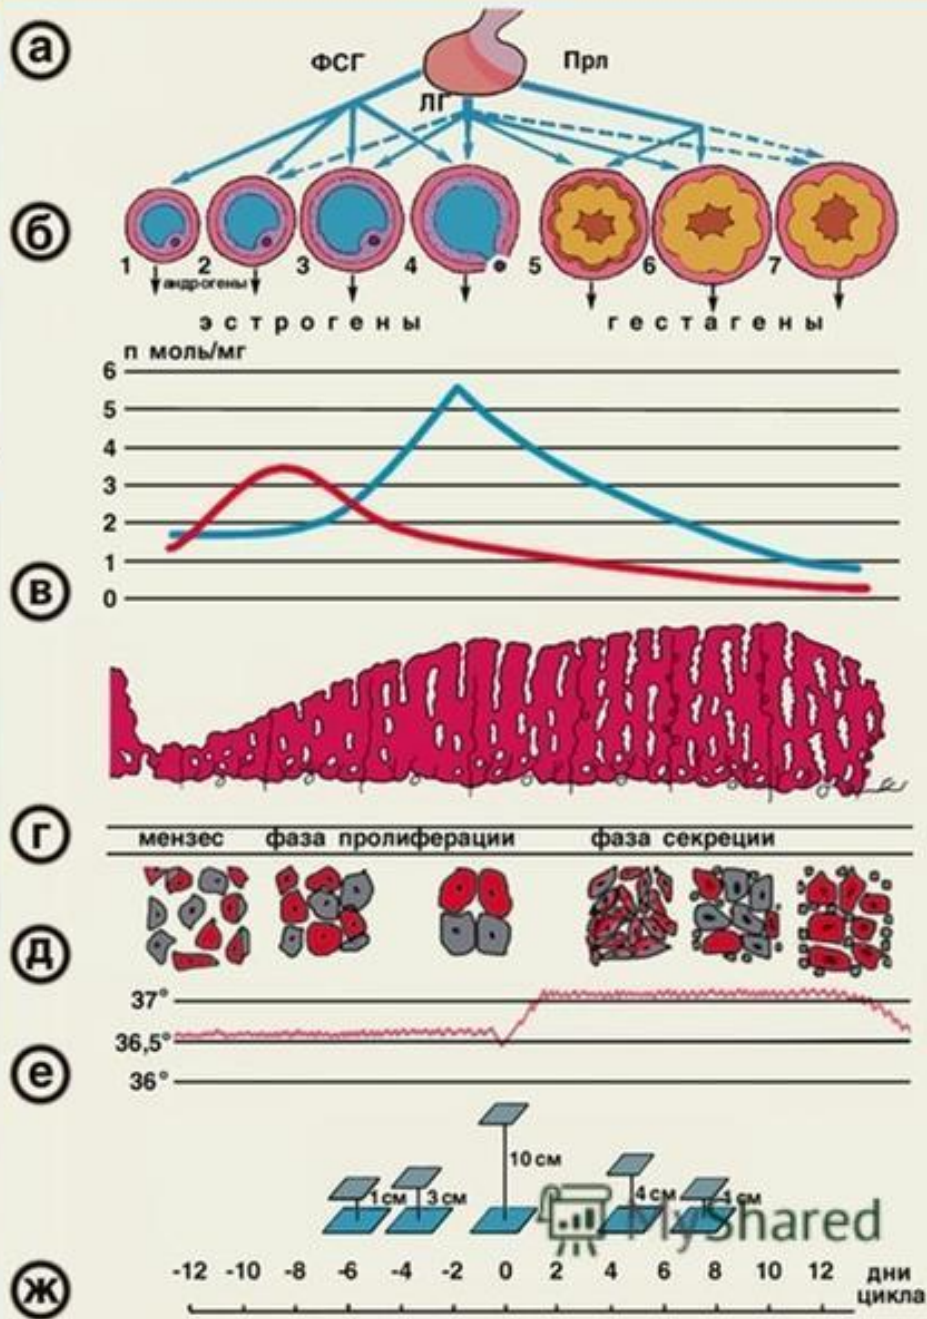 а
ФСГ
Прл
ЛГ
б
1 2 3 4 5 6 7
андрогены
эстрогены гестагены
п моль/мг
6
5
4
3
2
1
в
0
г
мензес фаза пролиферации фаза секреции
д
37°
36,5°
е
36°
10 см
1 см 3 см 4 см 1 см
MyShared
-12 -10 -8 -6 -4 -2 0 2 4 6 8 10 12 дни
цикла
ж